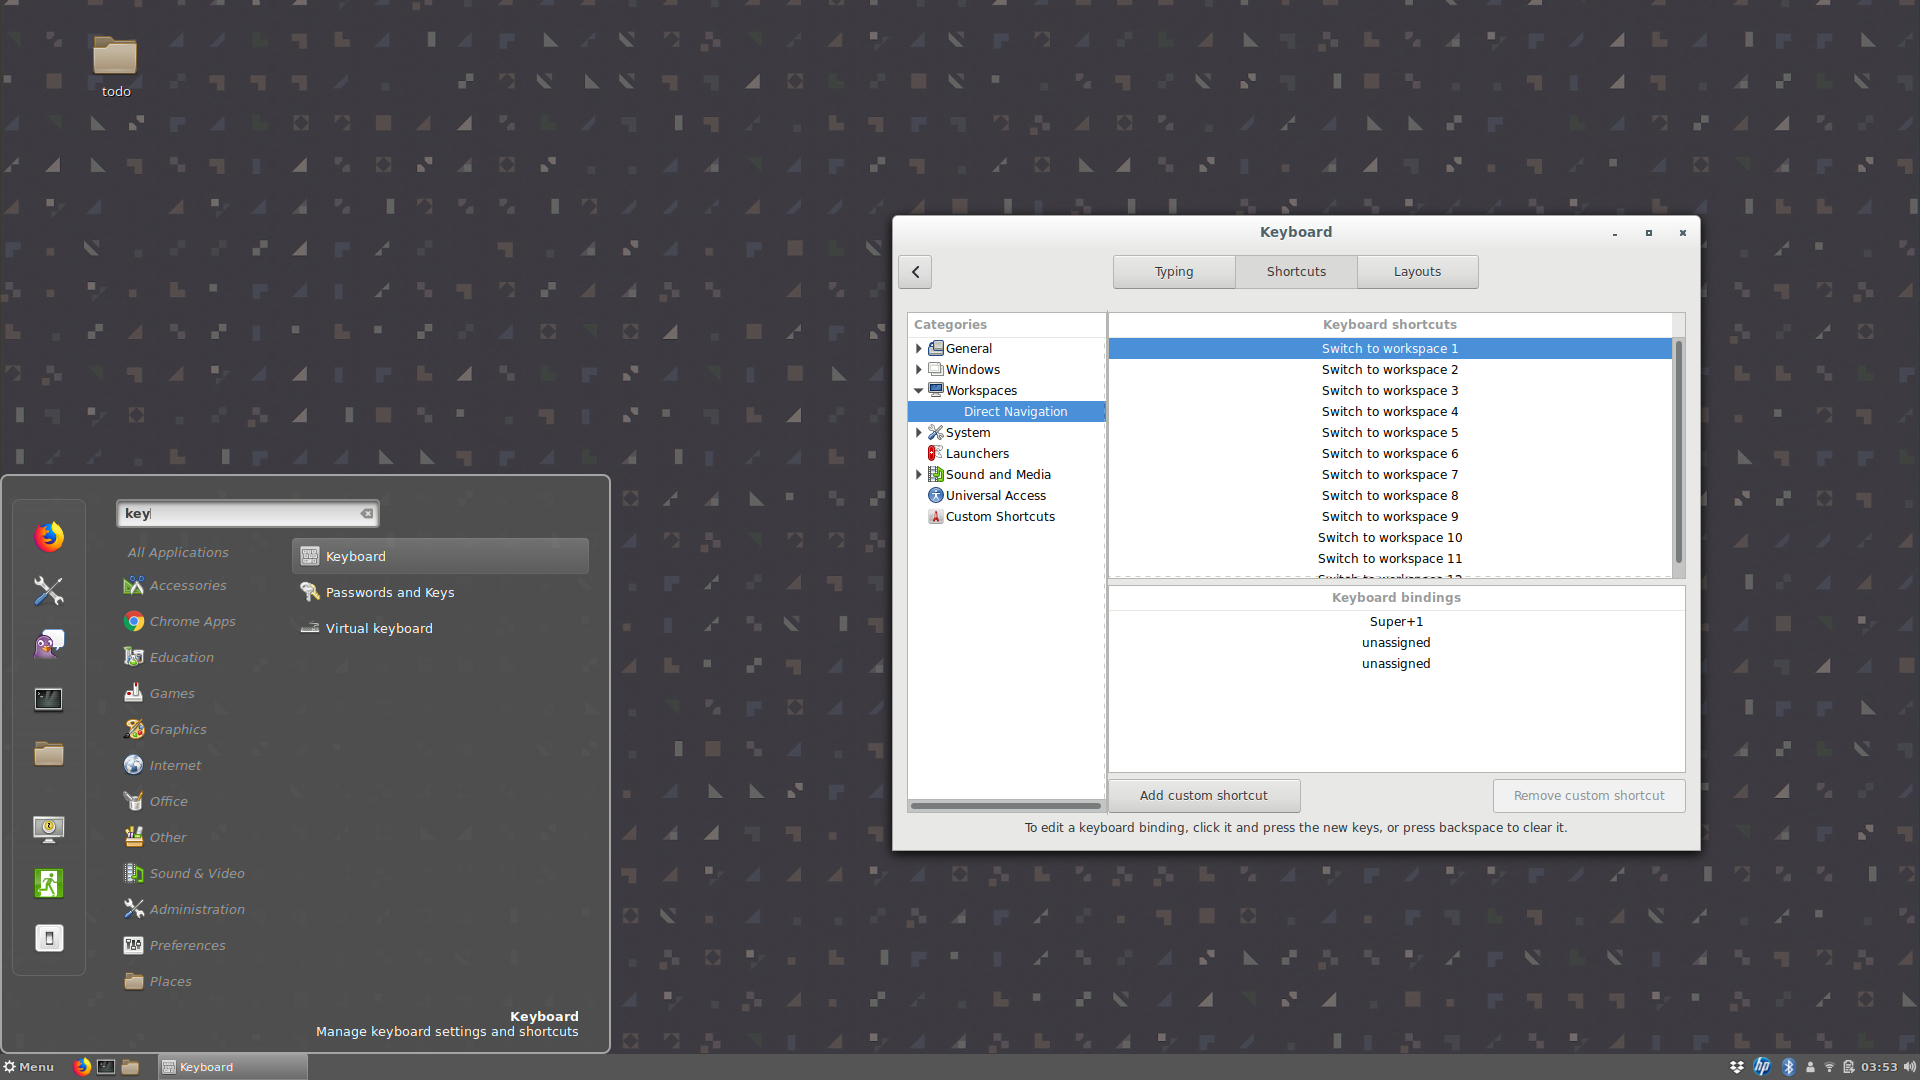 todo
Keyboard
Typing
Shortcuts
Layouts
Categories
General
Windows
Workspaces
Direct Navigation
System
Launchers
Sound and Media
Universal Access
Custom Shortcuts
Keyboard shortcuts
Switch to workspace 1
Switch to workspace 2
Switch to workspace 3
Switch to workspace 4
Switch to workspace 5
Switch to workspace 6
Switch to workspace 7
Switch to workspace 8
Switch to workspace 9
Switch to workspace 10
Switch to workspace 11
Switch to workspace 12
Keyboard bindings
Super+1
unassigned
unassigned
Add custom shortcut
Remove custom shortcut
To edit a keyboard binding, click it and press the new keys, or press backspace to clear it.
key
All Applications
Accessories
Chrome Apps
Education
Games
Graphics
Internet
Office
Other
Sound & Video
Administration
Preferences
Places
Keyboard
Passwords and Keys
Virtual keyboard
Keyboard
Manage keyboard settings and shortcuts
Menu
Keyboard
hp
03:53